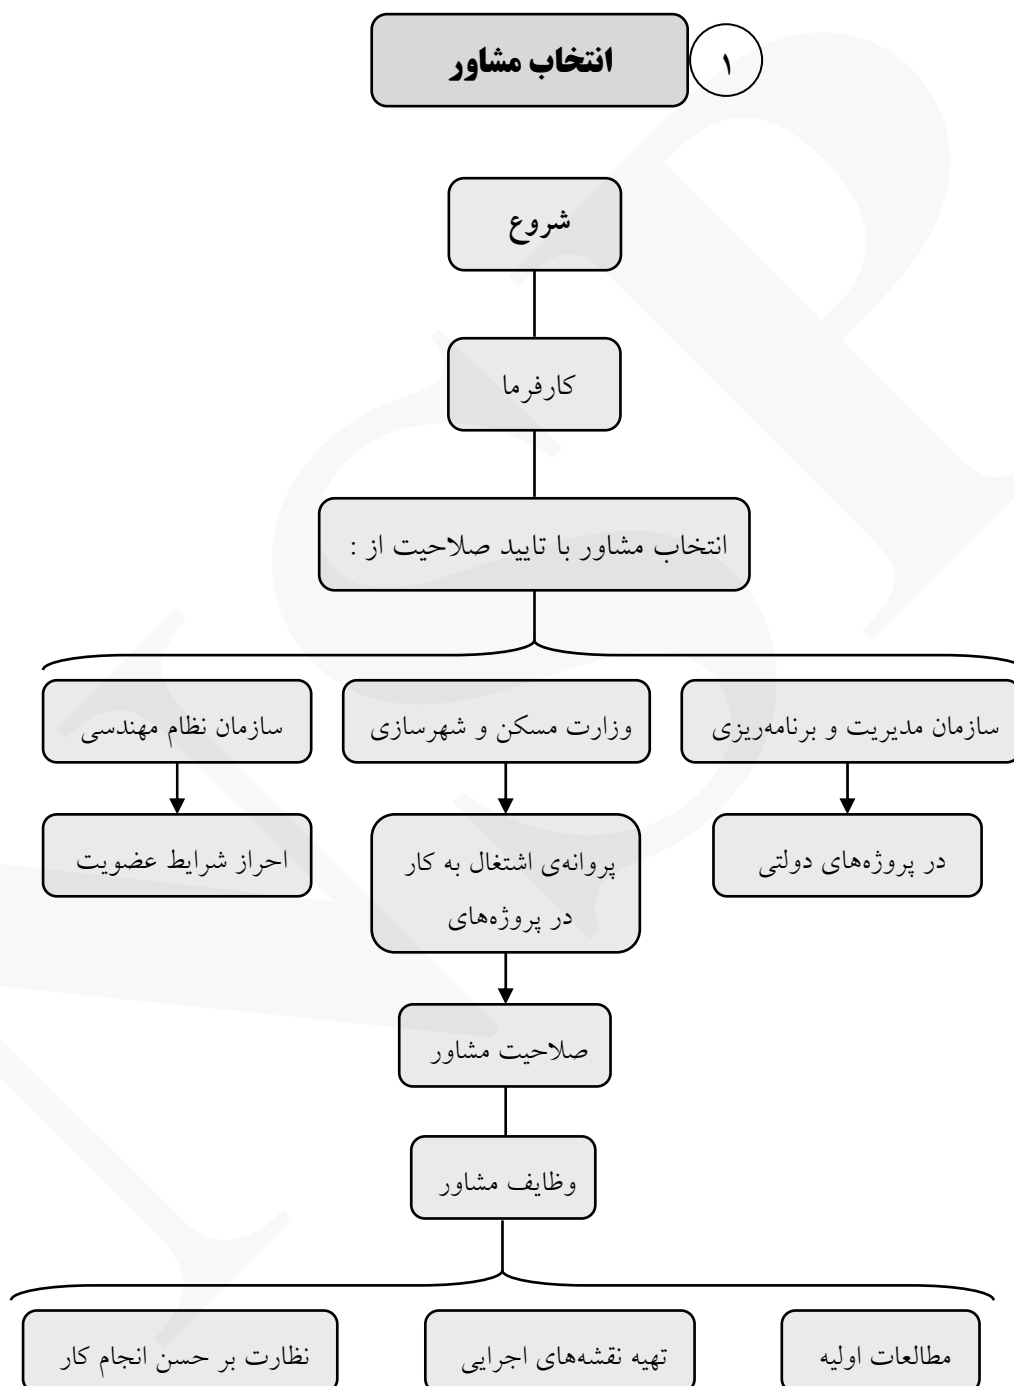 ۱
انتخاب مشاور
شروع
کارفرما
انتخاب مشاور با تایید صلاحیت از :
سازمان مدیریت و برنامه‌ریزی
وزارت مسکن و شهرسازی
سازمان نظام مهندسی
در پروژه‌های دولتی
پروانه‌ی اشتغال به کار
در پروژه‌های
احراز شرایط عضویت
صلاحیت مشاور
وظایف مشاور
مطالعات اولیه
تهیه نقشه‌های اجرایی
نظارت بر حسن انجام کار